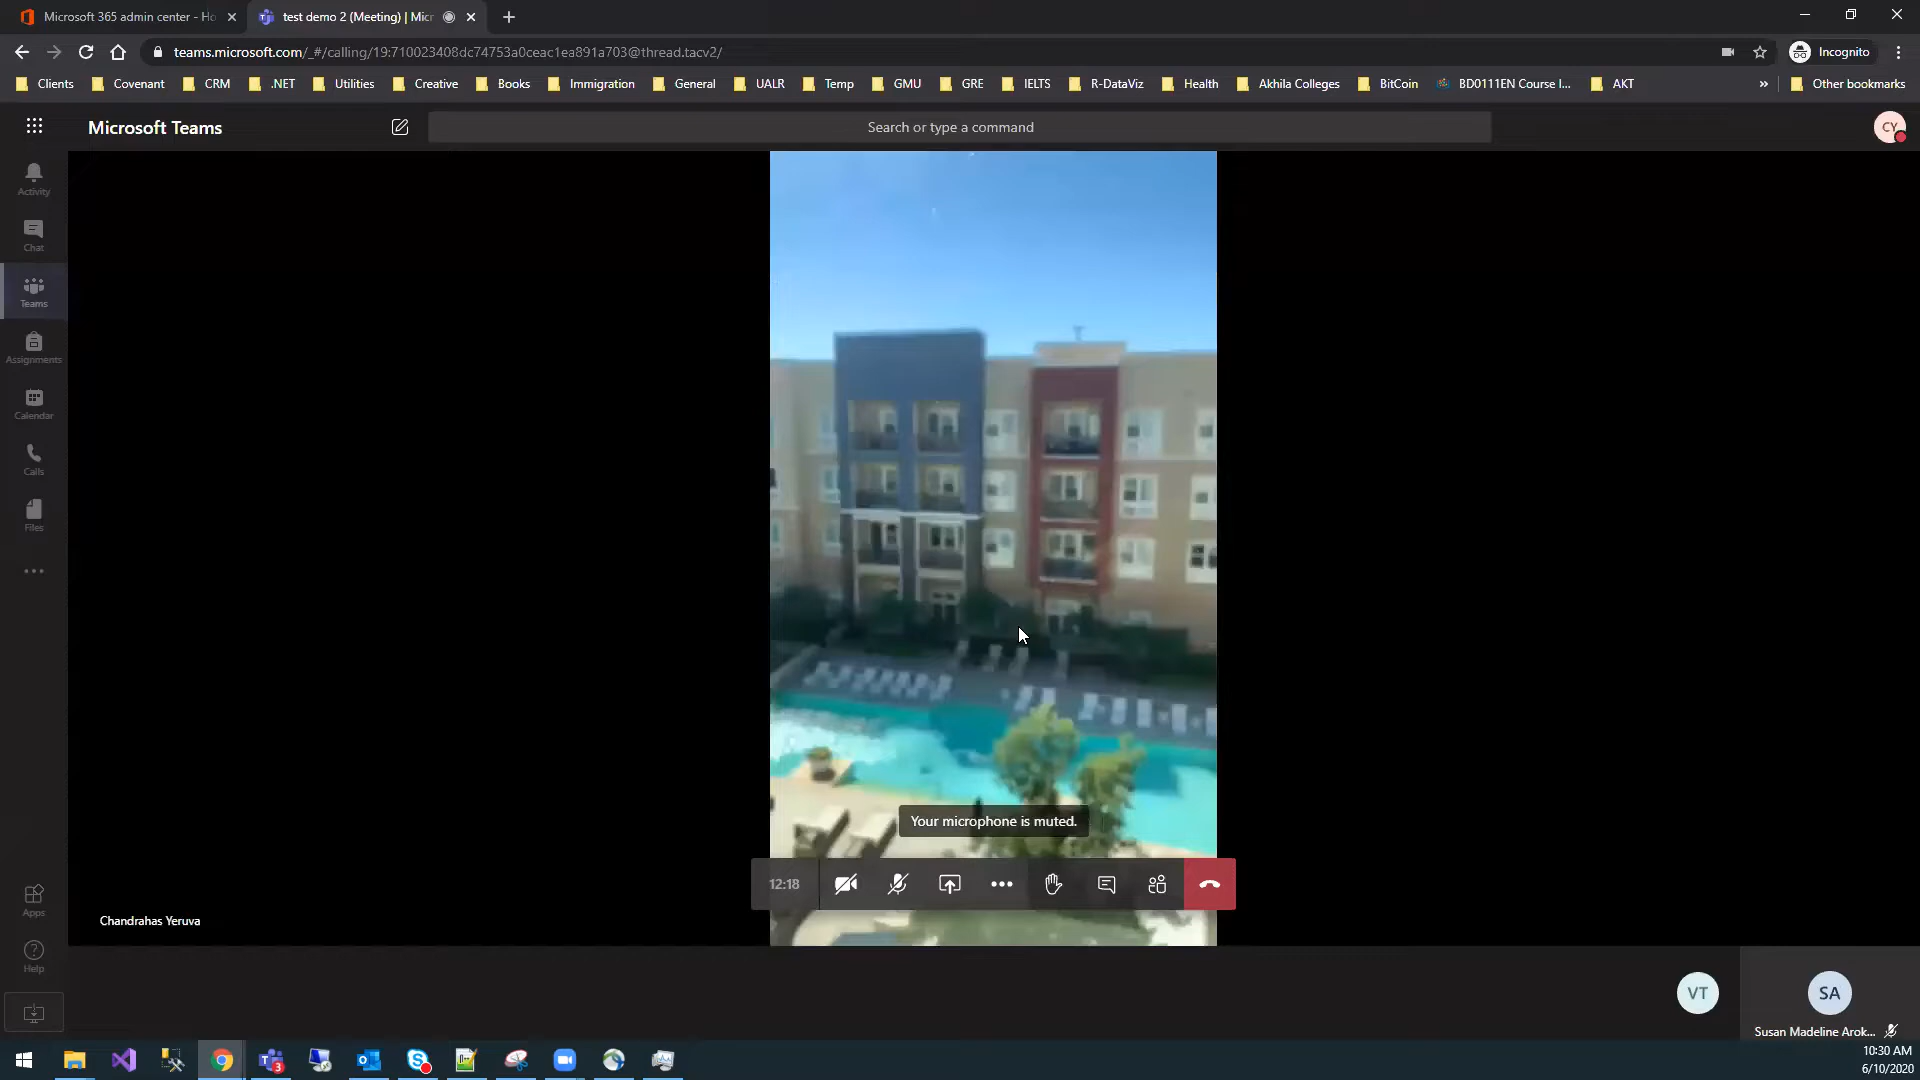 Microsoft 365 admin center - Ho
test demo 2 (Meeting) | Micr
teams.microsoft.com/_#/calling/19:710023408dc74753a0ceac1ea891a703@thread.tacv2/
Incognito
Clients
Covenant
CRM
.NET
Utilities
Creative
Books
Immigration
General
UALR
Temp
GMU
GRE
IELTS
R-DataViz
Health
Akhila Colleges
BitCoin
BD0111EN Course I...
AKT
»
Other bookmarks
Microsoft Teams
Search or type a command
CY
Activity
Chat
Teams
Assignments
Calendar
Calls
Files
Your microphone is muted.
12:18
Apps
Chandrahas Yeruva
Help
VT
SA
Susan Madeline Arok...
3
10:30 AM
6/10/2020